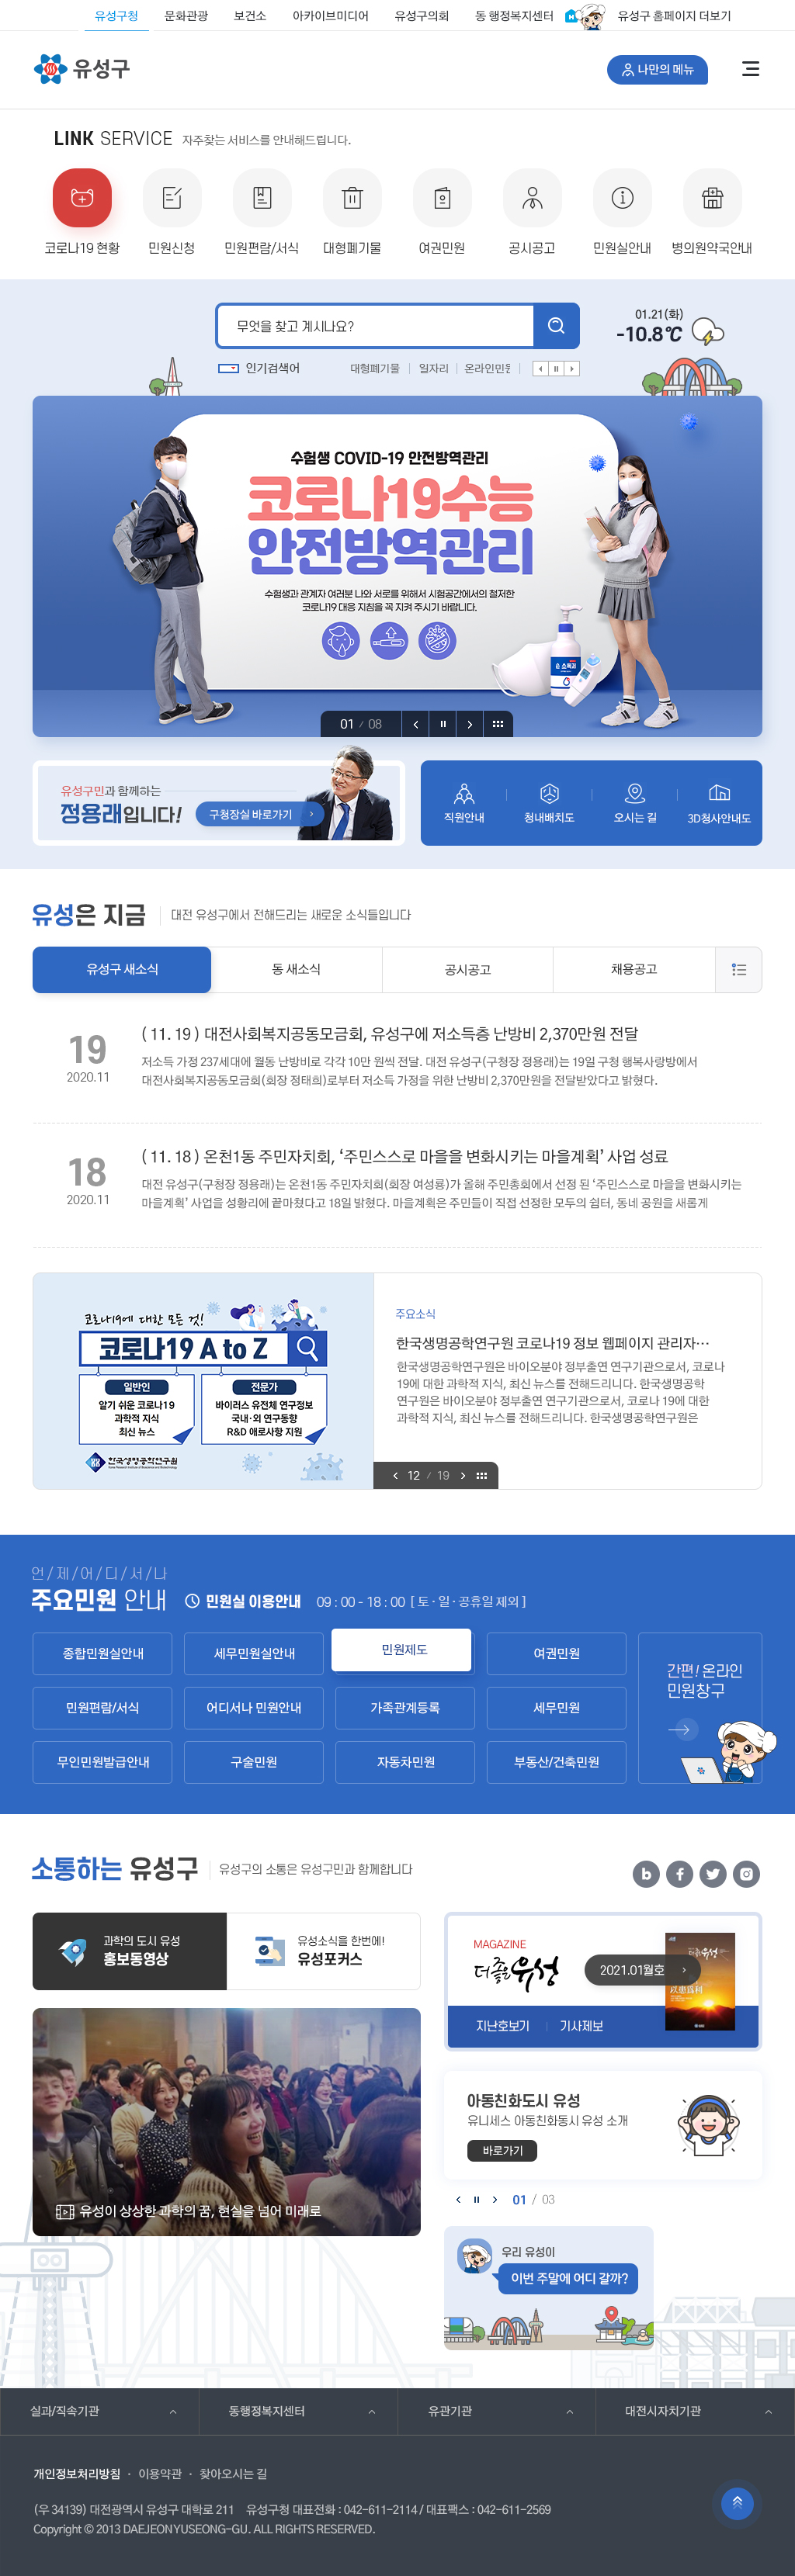 유성구청 문화관광 보건소 아카이브미디어 유성구의회 동 행정복지센터 유성구 홈페이지 더보기
유성구
나만의 메뉴
LINK SERVICE 자주찾는 서비스를 안내해드립니다.
코로나19 현황 민원신청 민원편람/서식 대형폐기물 여권민원 공시공고 민원실안내 병의원약국안내
무엇을 찾고 계시나요?
01.21(화)
-10.8℃
인기검색어 대형폐기물 일자리 온라인민원
수험생 COVID-19 안전방역관리
코로나19수능
안전방역관리
수험생과 관계자 여러분 나와 서로를 위해서 시험공간에서의 철저한
코로나19 대응 지침을 꼭 지켜 주시기 바랍니다.
손 소독제
01 / 08
유성구민과 함께하는
정용래입니다!
구청장실 바로가기
직원안내 청내배치도 오시는 길 3D청사안내도
유성은 지금 대전 유성구에서 전해드리는 새로운 소식들입니다
유성구 새소식 동 새소식 공시공고 채용공고
19
2020.11
( 11. 19 ) 대전사회복지공동모금회, 유성구에 저소득층 난방비 2,370만원 전달
저소득 가정 237세대에 월동 난방비로 각각 10만 원씩 전달. 대전 유성구(구청장 정용래)는 19일 구청 행복사랑방에서
대전사회복지공동모금회(회장 정태희)로부터 저소득 가정을 위한 난방비 2,370만원을 전달받았다고 밝혔다.
18
2020.11
( 11. 18 ) 온천1동 주민자치회, ‘주민스스로 마을을 변화시키는 마을계획’ 사업 성료
대전 유성구(구청장 정용래)는 온천1동 주민자치회(회장 여성룡)가 올해 주민총회에서 선정 된 ‘주민스스로 마을을 변화시키는
마을계획’ 사업을 성황리에 끝마쳤다고 18일 밝혔다. 마을계획은 주민들이 직접 선정한 모두의 쉼터, 동네 공원을 새롭게
코로나19에 대한 모든 것!
코로나19 A to Z
일반인
알기 쉬운 코로나19
과학적 지식
최신 뉴스
전문가
바이러스 유전체 연구정보
국내·외 연구동향
R&D 애로사항 지원
한국생명공학연구원
주요소식
한국생명공학연구원 코로나19 정보 웹페이지 관리자…
한국생명공학연구원은 바이오분야 정부출연 연구기관으로서, 코로나
19에 대한 과학적 지식, 최신 뉴스를 전해드리니다. 한국생명공학
연구원은 바이오분야 정부출연 연구기관으로서, 코로나 19에 대한
과학적 지식, 최신 뉴스를 전해드리니다. 한국생명공학연구원은
12 / 19
언/제/어/디/서/나
주요민원 안내 민원실 이용안내 09 : 00 - 18 : 00 [ 토 · 일 · 공휴일 제외 ]
종합민원실안내 세무민원실안내 민원제도 여권민원
민원편람/서식 어디서나 민원안내 가족관계등록 세무민원
무인민원발급안내 구술민원 자동차민원 부동산/건축민원
간편! 온라인
민원창구
소통하는 유성구 유성구의 소통은 유성구민과 함께합니다
과학의 도시 유성
홍보동영상
유성소식을 한번에!
유성포커스
유성이 상상한 과학의 꿈, 현실을 넘어 미래로
MAGAZINE
더좋은 유성
2021.01월호
지난호보기 기사제보
아동친화도시 유성
유니세스 아동친화동시 유성 소개
바로가기
01 / 03
우리 유성이
이번 주말에 어디 갈까?
실과/직속기관 동행정복지센터 유관기관 대전시자치기관
개인정보처리방침 · 이용약관 · 찾아오시는 길
(우 34139) 대전광역시 유성구 대학로 211 유성구청 대표전화 : 042-611-2114 / 대표팩스 : 042-611-2569
Copyright © 2013 DAEJEON YUSEONG-GU. ALL RIGHTS RESERVED.